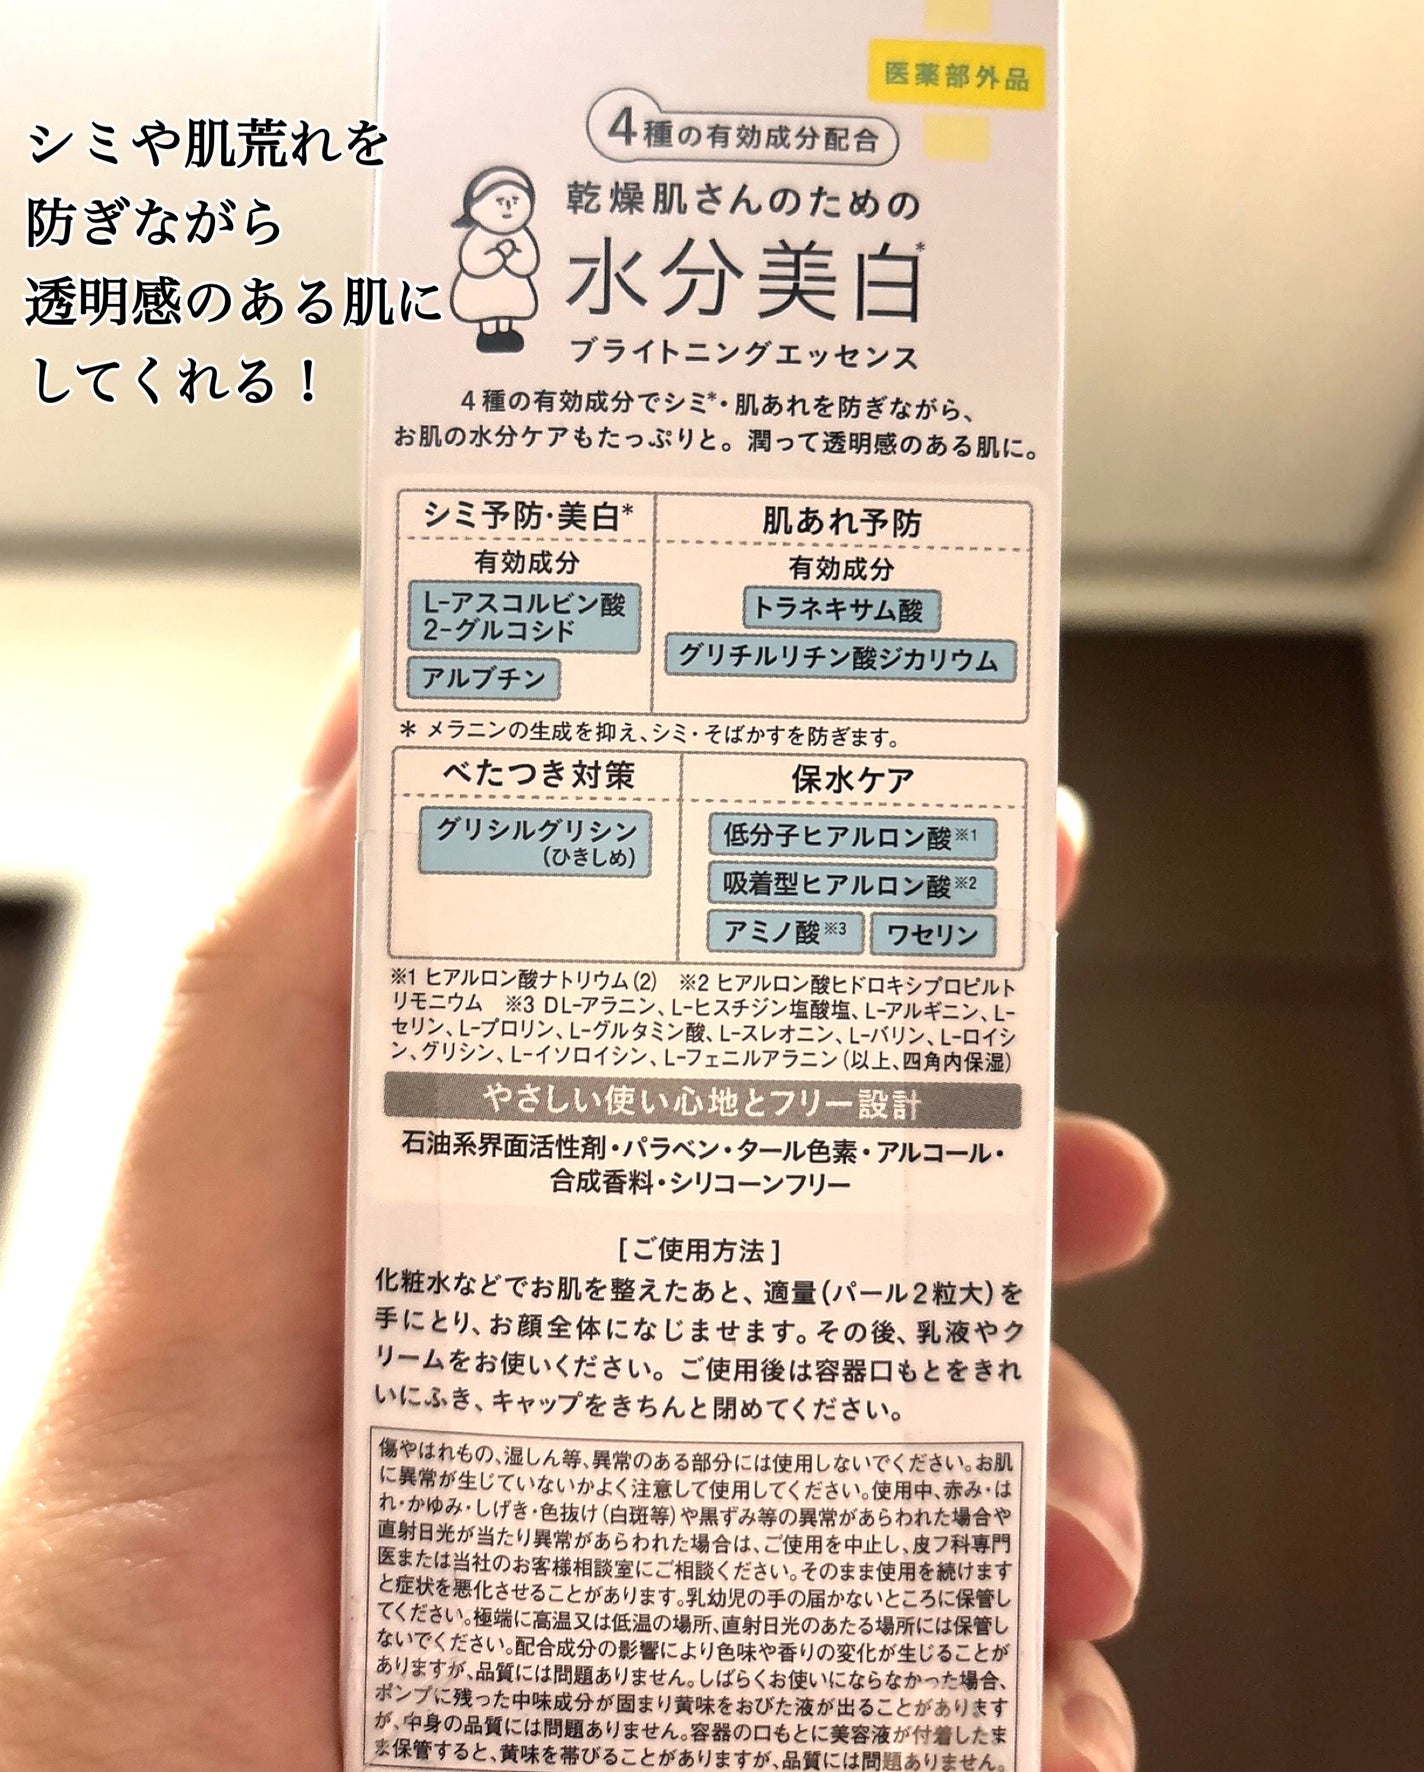 シミや肌荒れを
防ぎながら
透明感のある肌に
してくれる！
医薬部外品
4種の有効成分配合
乾燥肌さんのための
水分美白*
ブライトニングエッセンス
4種の有効成分でシミ*・肌あれを防ぎながら、
お肌の水分ケアもたっぷりと。潤って透明感のある肌に。
シミ予防・美白*
有効成分
L-アスコルビン酸
2-グルコシド
アルブチン
肌あれ予防
有効成分
トラネキサム酸
グリチルリチン酸ジカリウム
* メラニンの生成を抑え、シミ・そばかすを防ぎます。
べたつき対策
グリシルグリシン
(ひきしめ)
保水ケア
低分子ヒアルロン酸※1
吸着型ヒアルロン酸※2
アミノ酸※3 ワセリン
※1 ヒアルロン酸ナトリウム(2) ※2 ヒアルロン酸ヒドロキシプロピルト
リモニウム ※3 DL-アラニン、L-ヒスチジン塩酸塩、L-アルギニン、L-
セリン、L-プロリン、L-グルタミン酸、L-スレオニン、L-バリン、L-ロイシ
ン、グリシン、L-イソロイシン、L-フェニルアラニン(以上、四角内保湿)
やさしい使い心地とフリー設計
石油系界面活性剤・パラベン・タール色素・アルコール・
合成香料・シリコーンフリー
[ご使用方法]
化粧水などでお肌を整えたあと、適量(パール2粒大)を
手にとり、お顔全体になじませます。その後、乳液やク
リームをお使いください。ご使用後は容器口もとをきれ
いにふき、キャップをきちんと閉めてください。
傷やはれもの、湿しん等、異常のある部分には使用しないでください。お肌
に異常が生じていないかよく注意して使用してください。使用中、赤み・は
れ・かゆみ・しげき・色抜け(白斑等)や黒ずみ等の異常があらわれた場合や
直射日光が当たり異常があらわれた場合は、ご使用を中止し、皮フ科専門
医または当社のお客様相談室にご相談ください。そのまま使用を続けます
と症状を悪化させることがあります。乳幼児の手の届かないところに保管し
てください。極端に高温又は低温の場所、直射日光のあたる場所には保管し
ないでください。配合成分の影響により色味や香りの変化が生じることが
ありますが、品質には問題ありません。しばらくお使いにならなかった場合、
ポンプに残った中味成分が固まり黄味をおびた液が出ることがあります
が、中身の品質には問題ありません。容器の口もとに美容液が付着したま
ま保管すると、黄味を帯びることがありますが、品質には問題ありません。